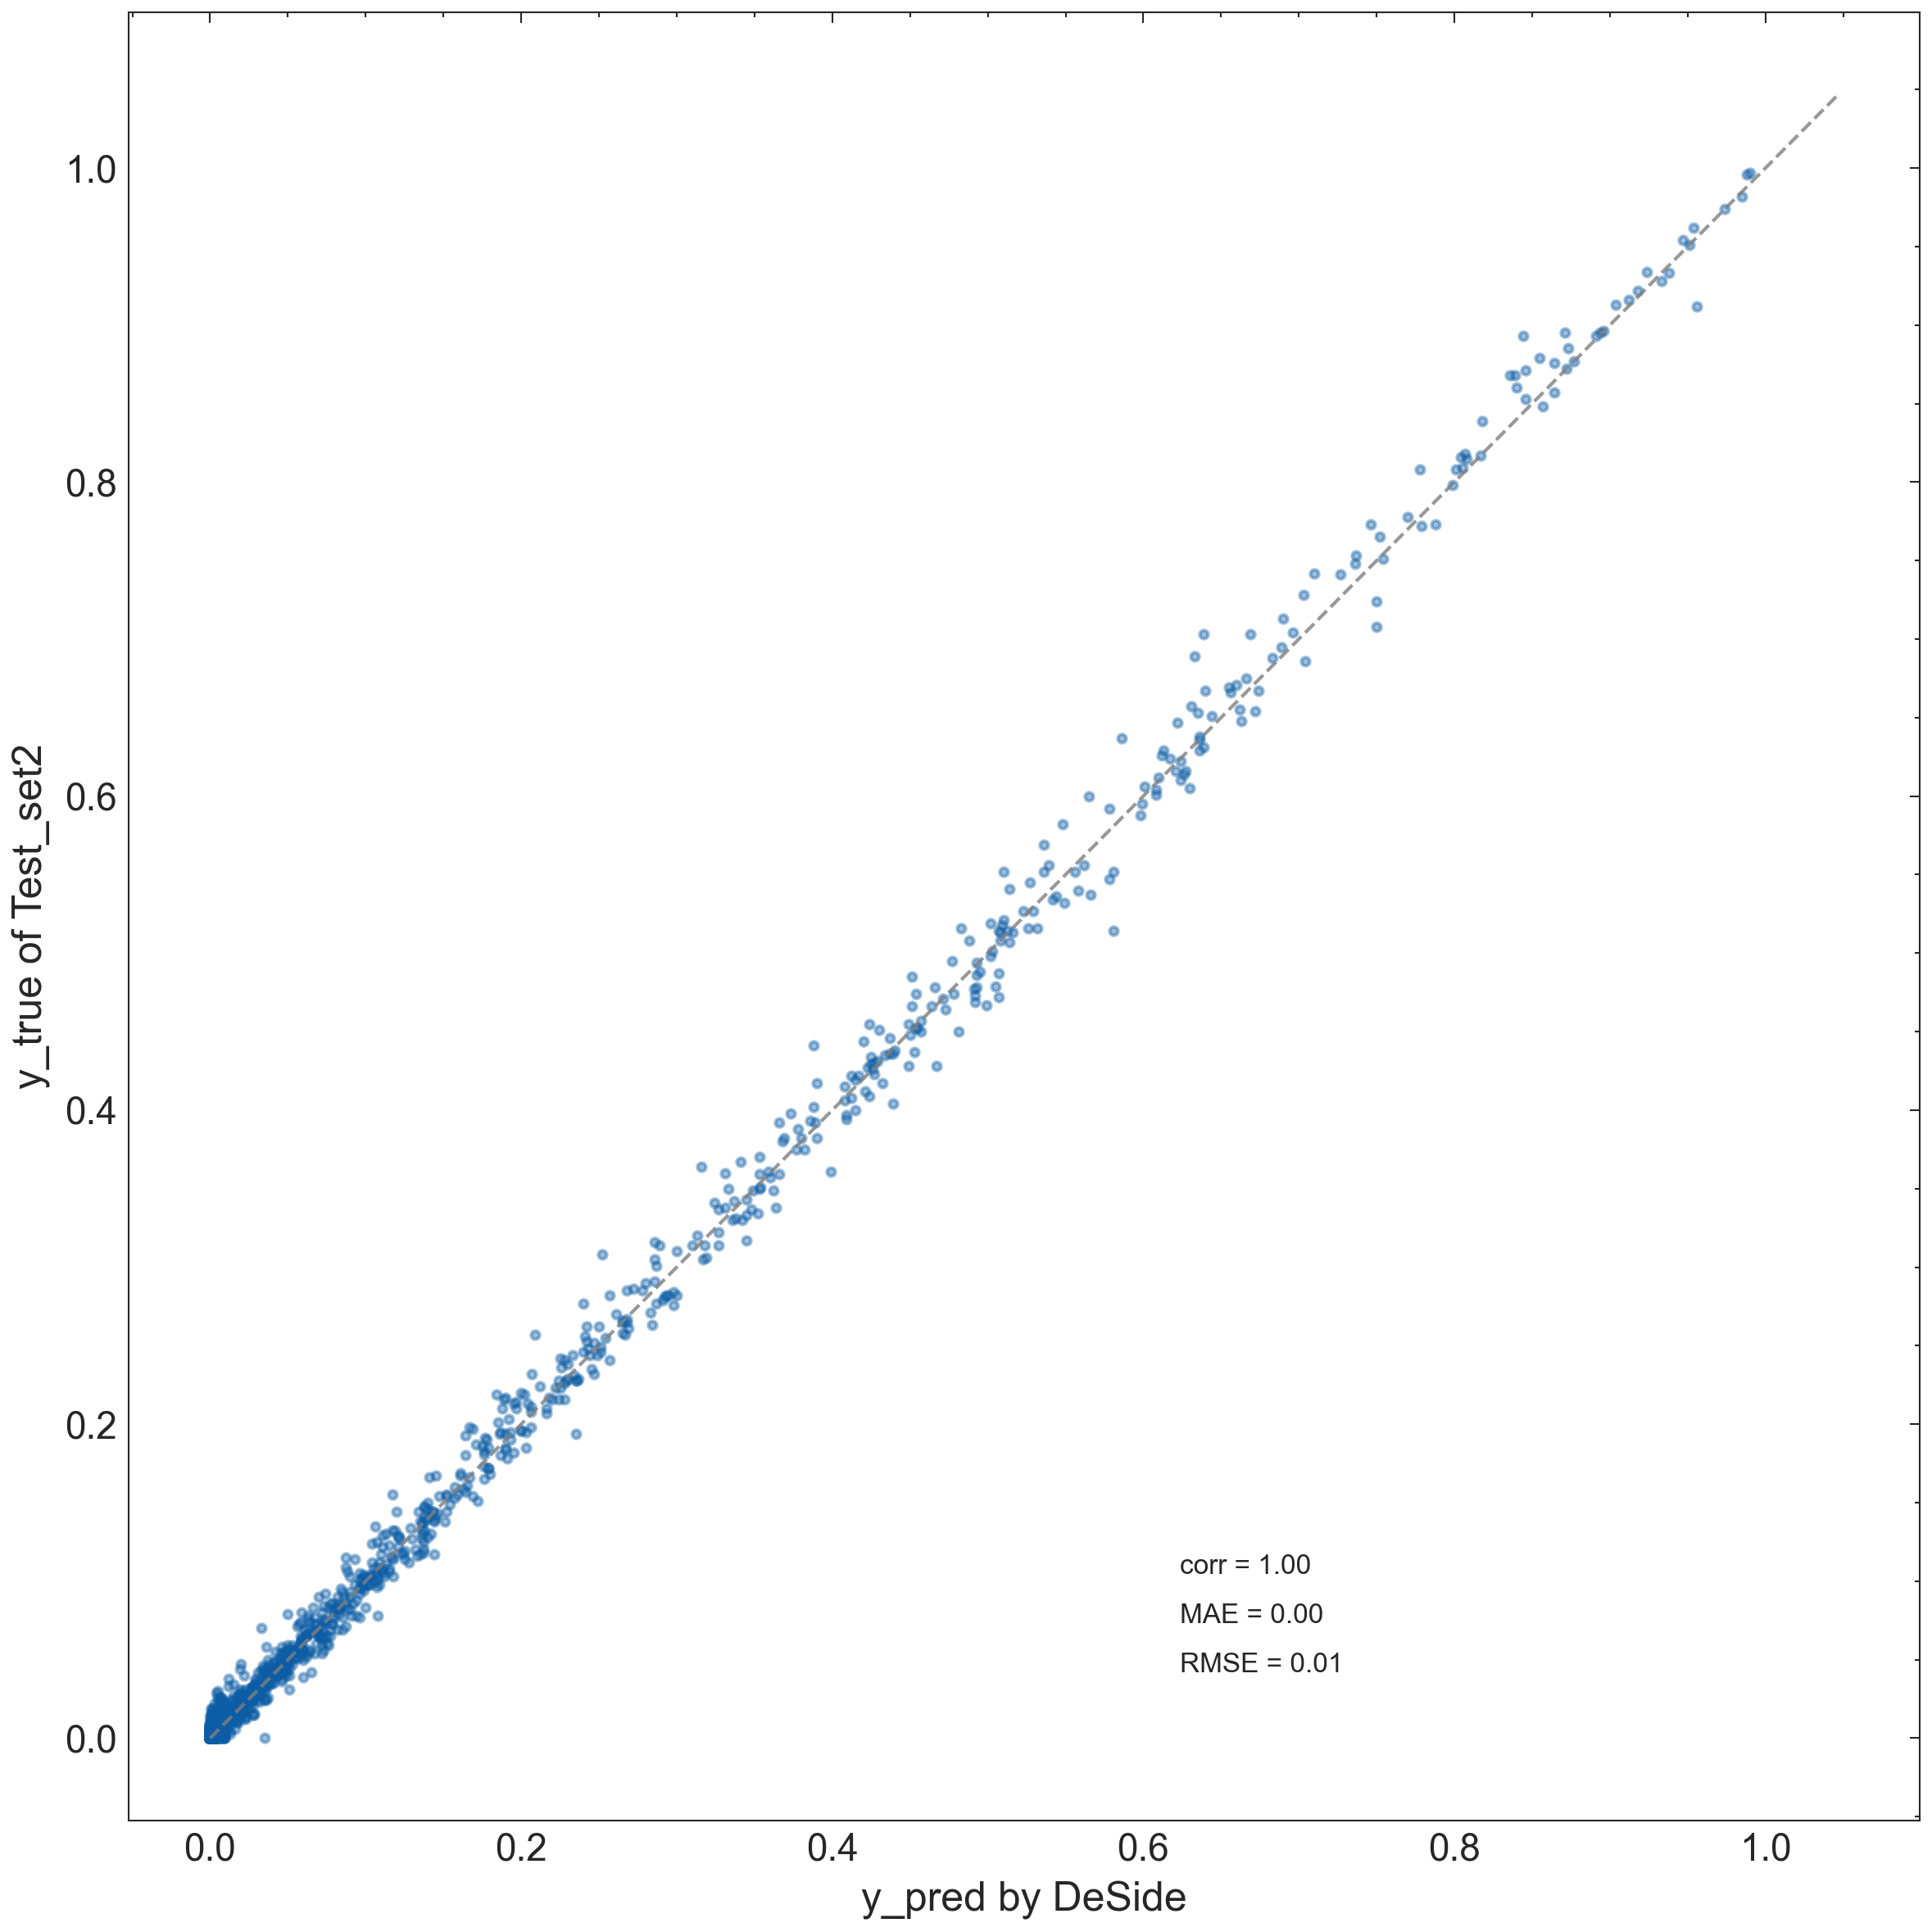 1.0
0.8
0.6
0.4
0.2
0.0
y_true of Test_set2
corr = 1.00
MAE = 0.00
RMSE = 0.01
0.0 0.2 0.4 0.6 0.8 1.0
y_pred by DeSide